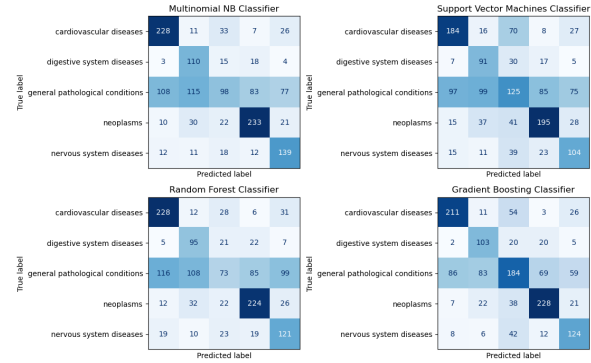 Multinomial NB Classifier
True label
cardiovascular diseases 228 11 33 7 26
digestive system diseases 3 110 15 18 4
general pathological conditions 108 115 98 83 77
neoplasms 10 30 22 233 21
nervous system diseases 12 11 18 12 139
Predicted label
Support Vector Machines Classifier
True label
cardiovascular diseases 184 16 70 8 27
digestive system diseases 7 91 30 17 5
general pathological conditions 97 99 125 85 75
neoplasms 15 37 41 195 28
nervous system diseases 15 11 39 23 104
Predicted label
Random Forest Classifier
True label
cardiovascular diseases 228 12 28 6 31
digestive system diseases 5 95 21 22 7
general pathological conditions 116 108 73 85 99
neoplasms 12 32 22 224 26
nervous system diseases 19 10 23 19 121
Predicted label
Gradient Boosting Classifier
True label
cardiovascular diseases 211 11 54 3 26
digestive system diseases 2 103 20 20 5
general pathological conditions 86 83 184 69 59
neoplasms 7 22 38 228 21
nervous system diseases 8 6 42 12 124
Predicted label